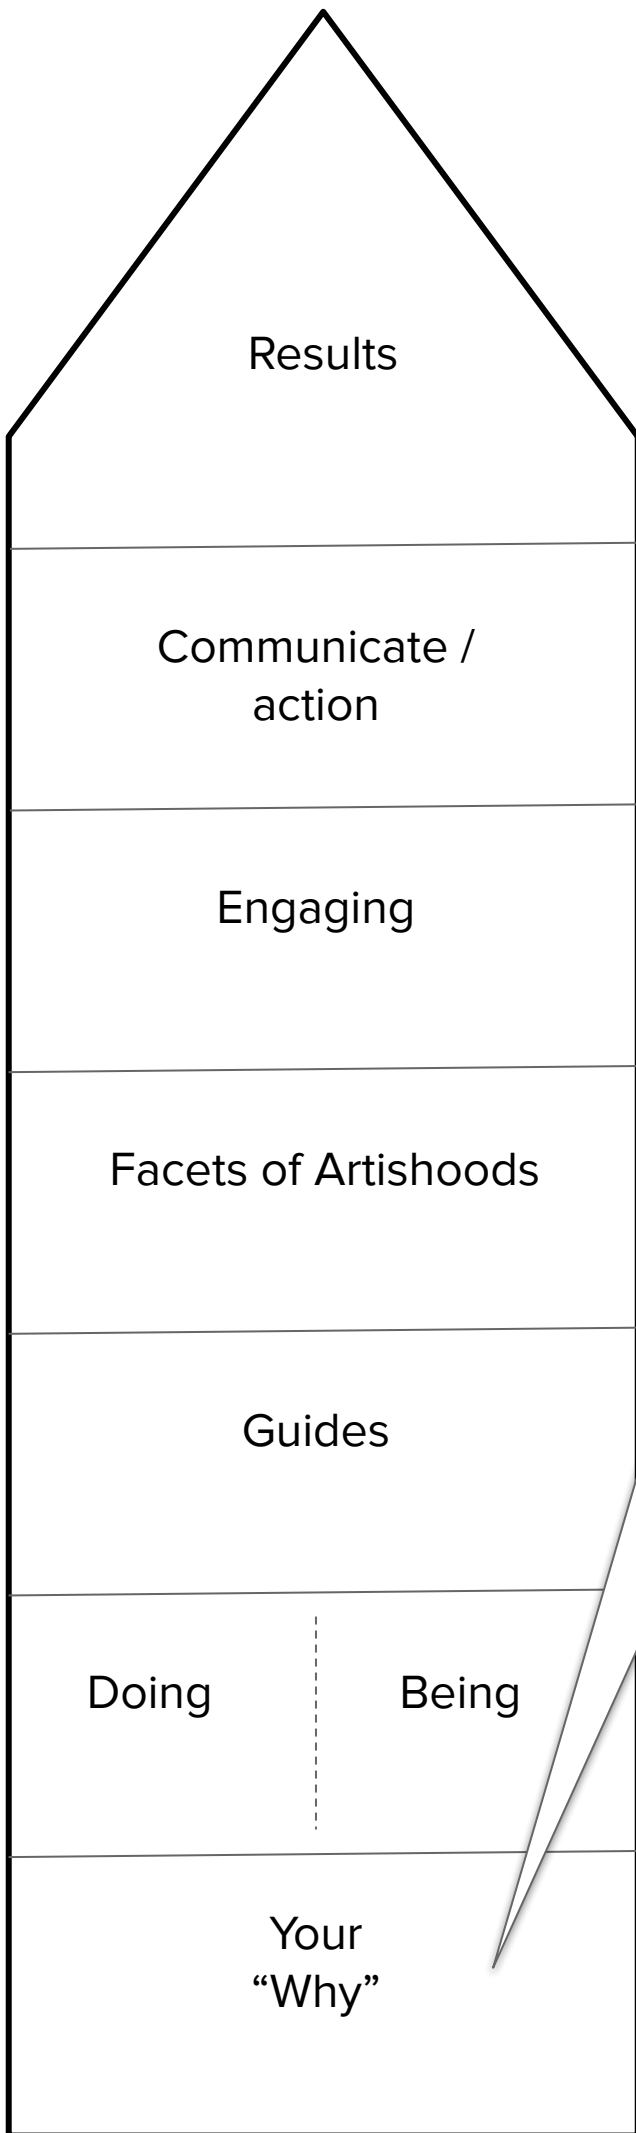 Results
Communicate /
action
Engaging
Facets of Artishoods
Guides
Doing
Being
Your
“Why”